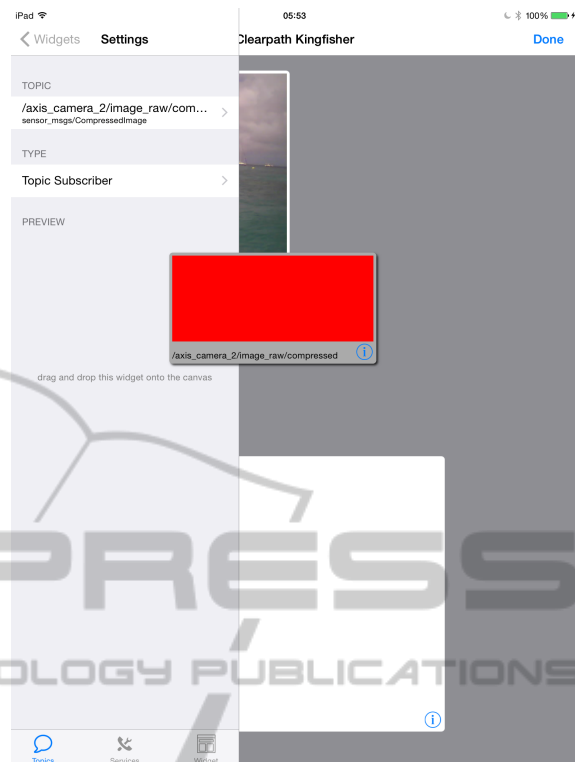 iPad 05:53 100%
Widgets Settings Clearpath Kingfisher Done
TOPIC
/axis_camera_2/image_raw/com...
sensor_msgs/CompressedImage
TYPE
Topic Subscriber
PREVIEW
/axis_camera_2/image_raw/compressed
drag and drop this widget onto the canvas
PRESS
OLOGY PUBLICATIONS
Topics Services Widget